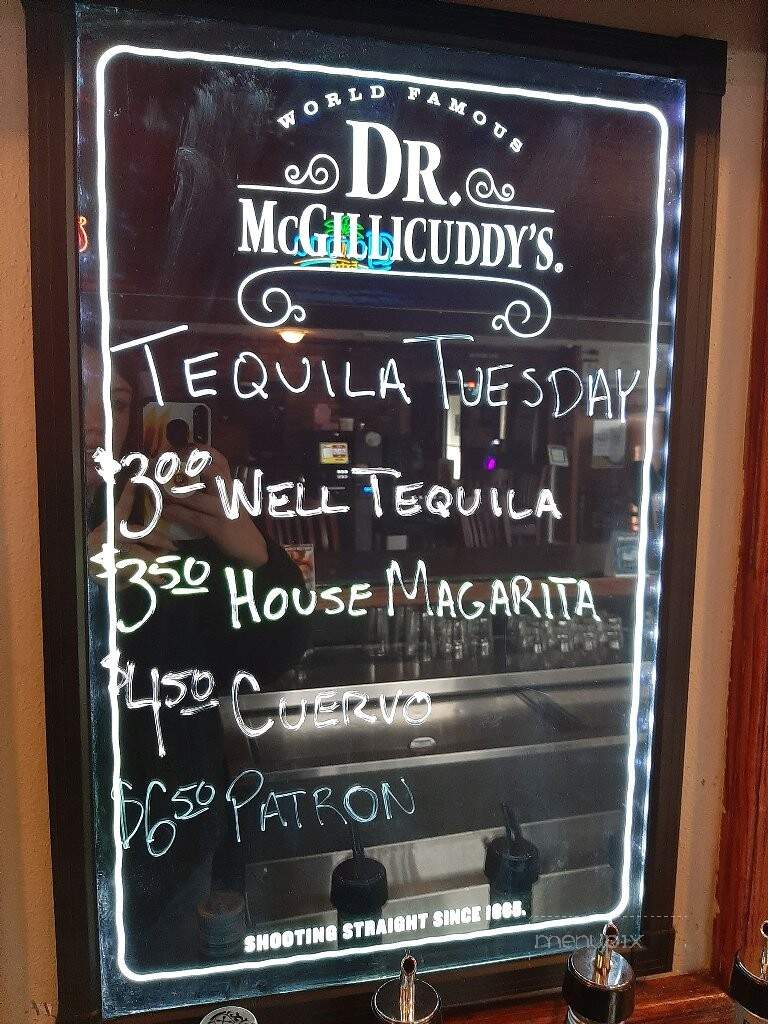 WORLD FAMOUS
DR.
McGILLICUDDY'S.®
TEQUILA TUESDAY
$3.00 WELL TEQUILA
$3.50 HOUSE MAGARITA
$4.50 CUERVO
$6.50 PATRON
SHOOTING STRAIGHT SINCE 1865.
menupix